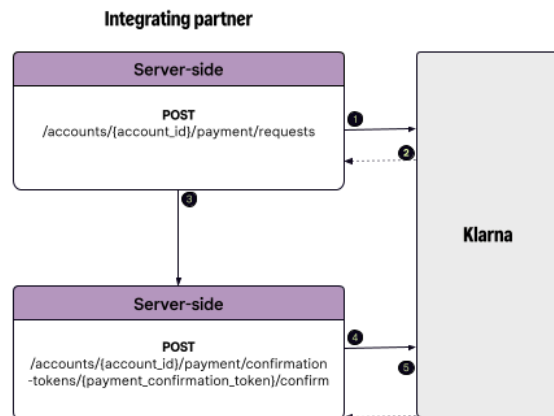 Integrating partner
Server-side
POST
/accounts/{account_id}/payment/requests
1
2
3
Klarna
Server-side
POST
/accounts/{account_id}/payment/confirmation
-tokens/{payment_confirmation_token}/confirm
4
5